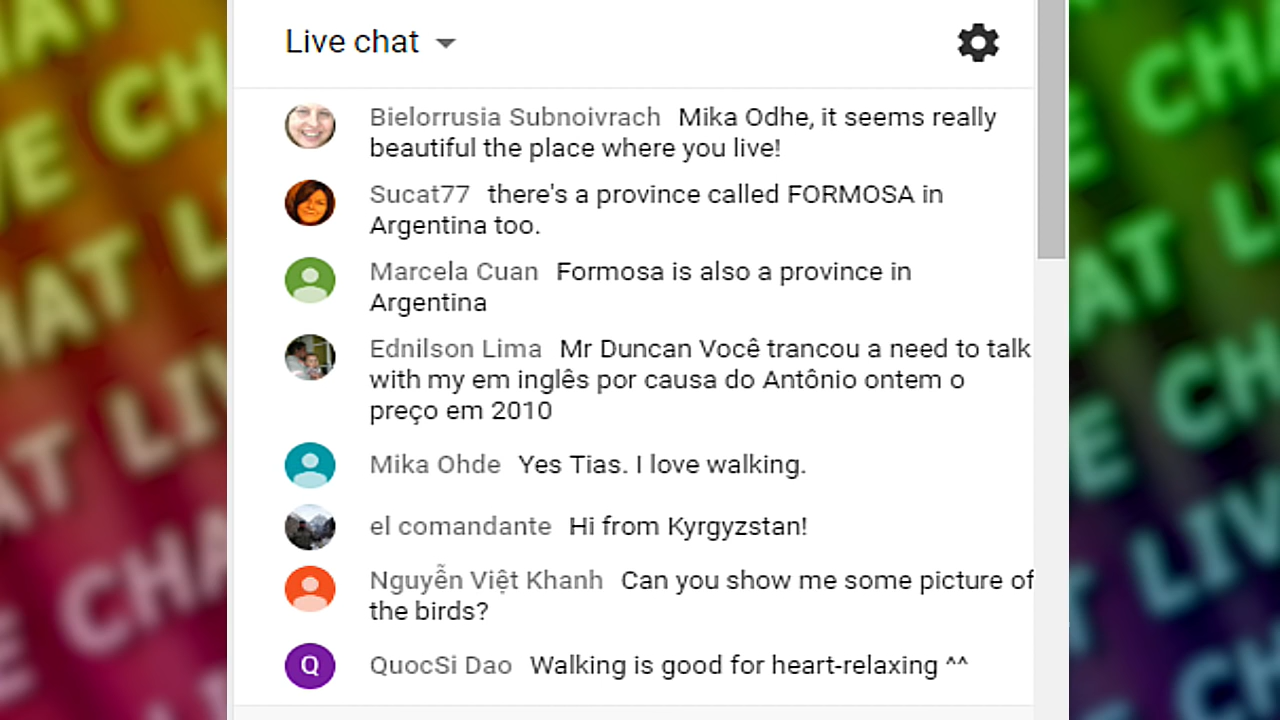 Live chat
Bielorrusia Subnoivrach Mika Odhe, it seems really
beautiful the place where you live!
Sucat77 there's a province called FORMOSA in
Argentina too.
Marcela Cuan Formosa is also a province in
Argentina
Ednilson Lima Mr Duncan Você trancou a need to talk
with my em inglês por causa do Antônio ontem o
preço em 2010
Mika Ohde Yes Tias. I love walking.
el comandante Hi from Kyrgyzstan!
Nguyễn Việt Khanh Can you show me some picture of
the birds?
Q QuocSi Dao Walking is good for heart-relaxing ^^